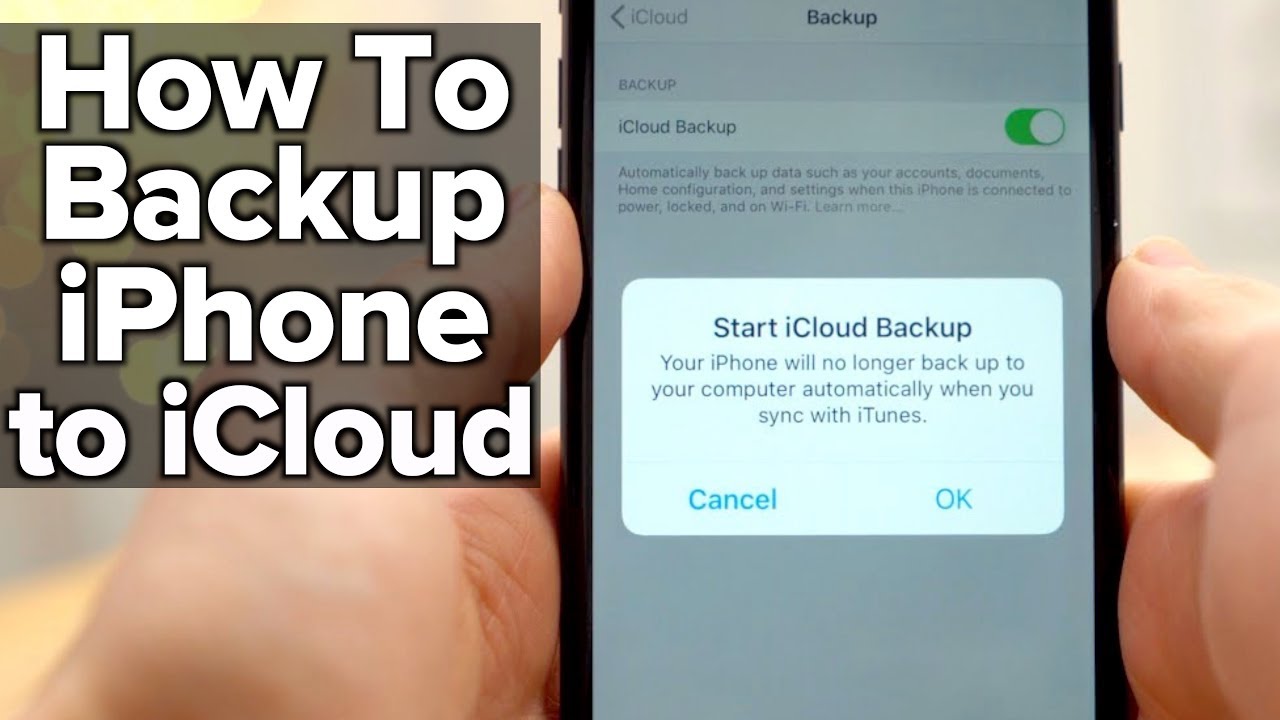 How To
Backup
iPhone
to iCloud
iCloud
Backup
BACKUP
iCloud Backup
Automatically back up data such as your accounts, documents,
Home configuration, and settings when this iPhone is connected to
power, locked, and on Wi-Fi. Learn more...
Start iCloud Backup
Your iPhone will no longer back up to
your computer automatically when you
sync with iTunes.
Cancel
OK